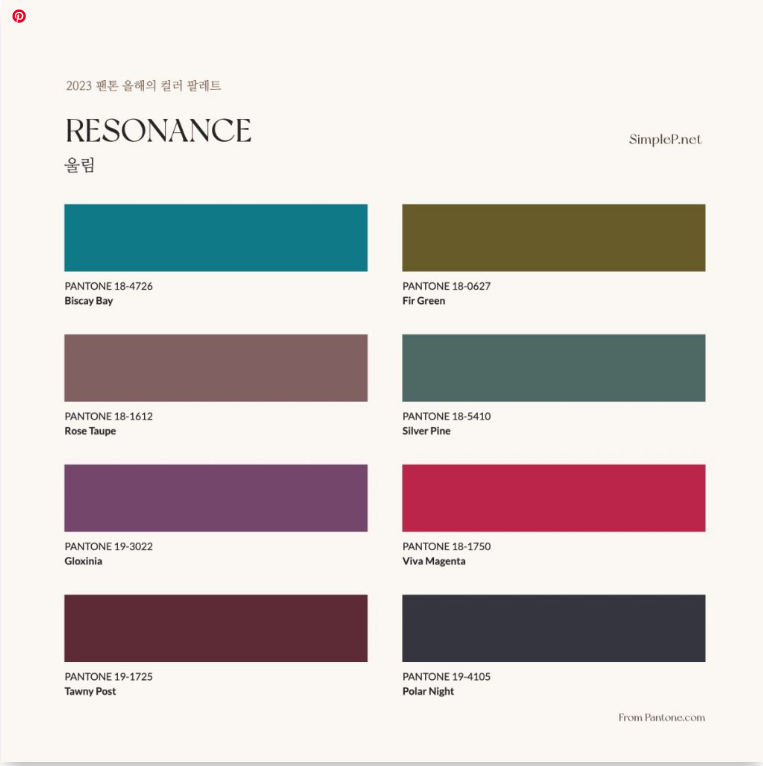 2023 팬톤 올해의 컬러 팔레트
RESONANCE
울림
SimpleP.net
PANTONE 18-4726
Biscay Bay
PANTONE 18-0627
Fir Green
PANTONE 18-1612
Rose Taupe
PANTONE 18-5410
Silver Pine
PANTONE 19-3022
Gloxinia
PANTONE 18-1750
Viva Magenta
PANTONE 19-1725
Tawny Post
PANTONE 19-4105
Polar Night
From Pantone.com